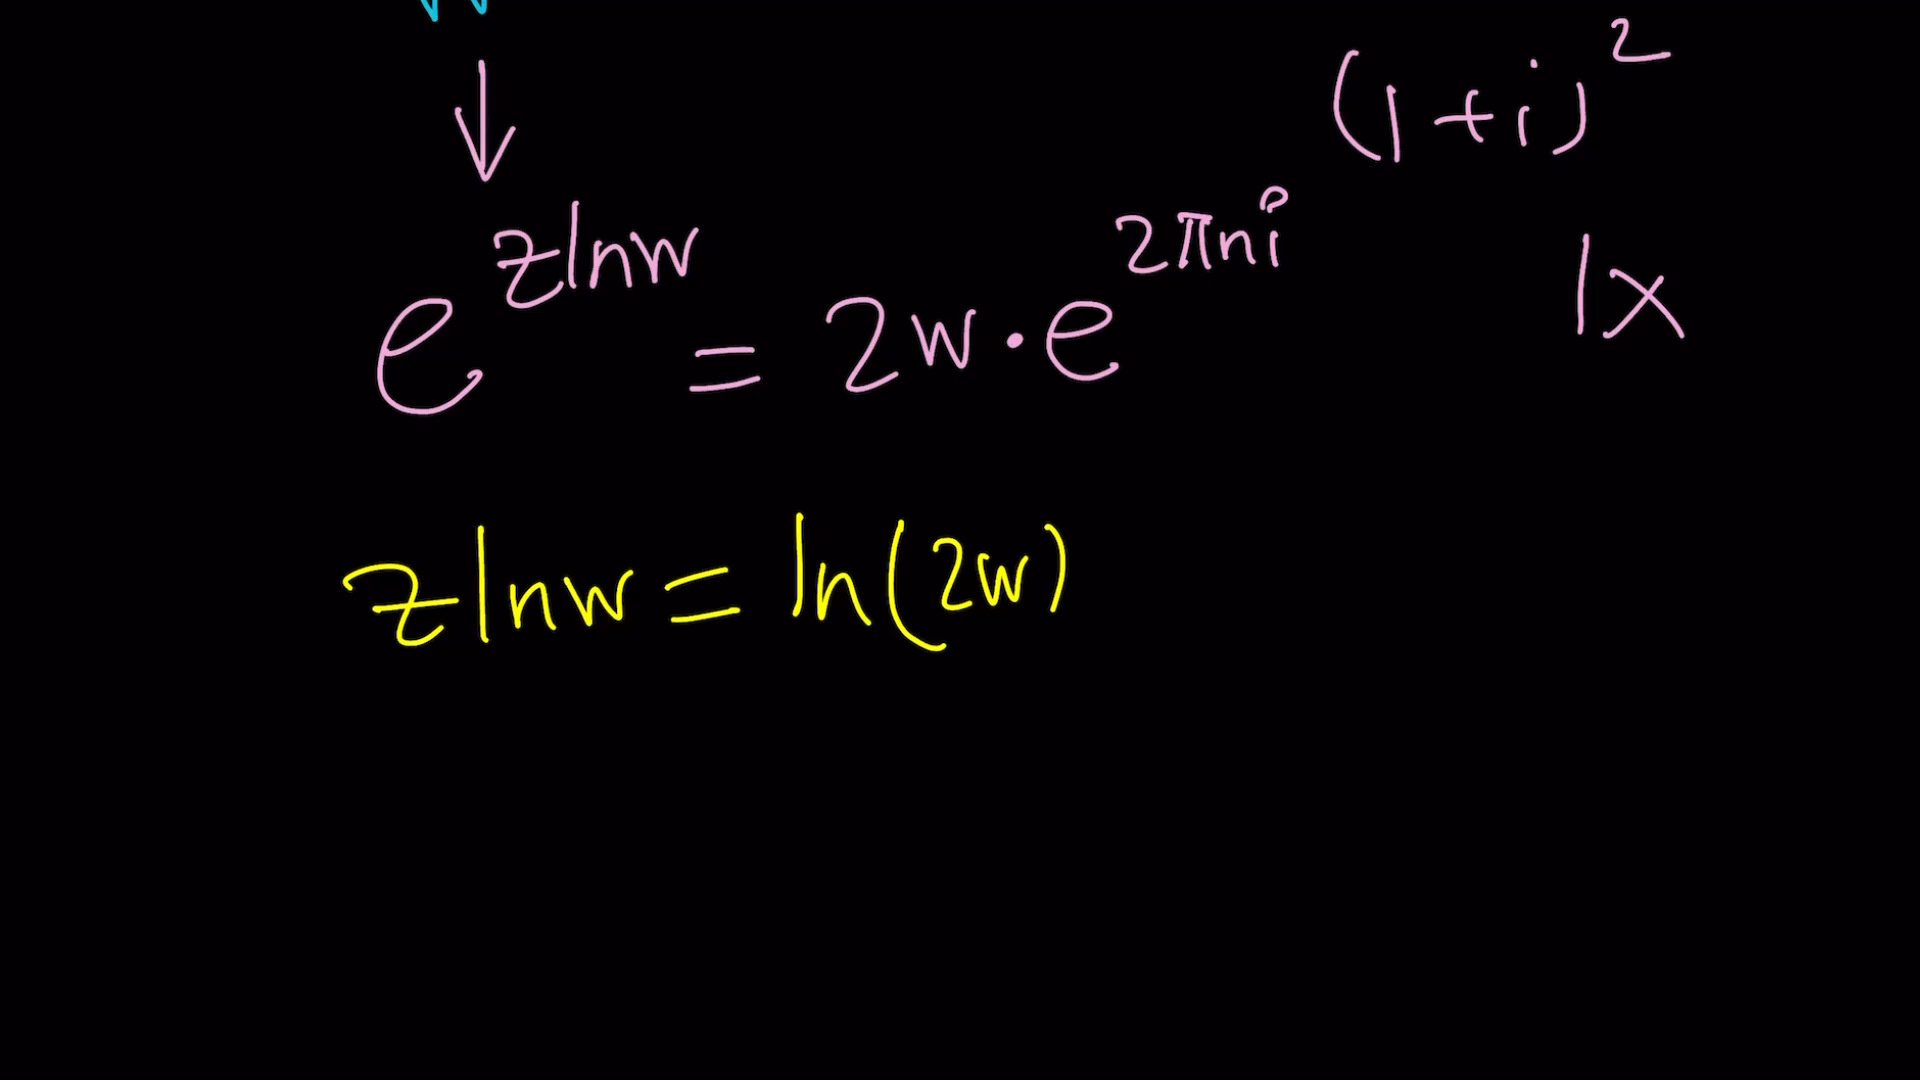 (1+i)²
e^{z ln w} = 2w · e^{2πni}
1x
z ln w = ln(2w)